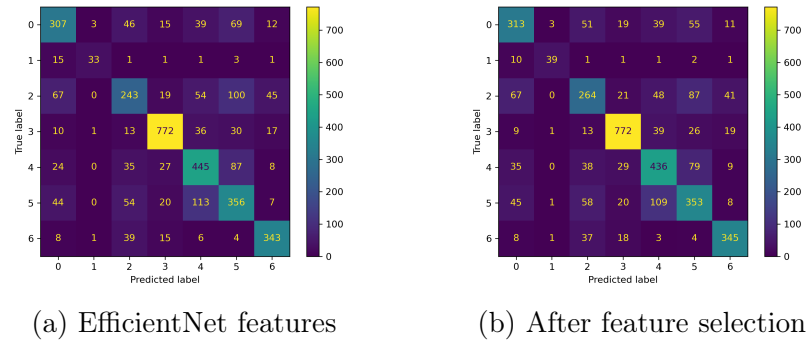 0 307 3 46 15 39 69 12
1 15 33 1 1 1 3 1
2 67 0 243 19 54 100 45
3 10 1 13 772 36 30 17
4 24 0 35 27 445 87 8
5 44 0 54 20 113 356 7
6 8 1 39 15 6 4 343
0 1 2 3 4 5 6
Predicted label
True label
700
600
500
400
300
200
100
0
(a) EfficientNet features
0 313 3 51 19 39 55 11
1 10 39 1 1 1 2 1
2 67 0 264 21 48 87 41
3 9 1 13 772 39 26 19
4 35 0 38 29 436 79 9
5 45 1 58 20 109 353 8
6 8 1 37 18 3 4 345
0 1 2 3 4 5 6
Predicted label
True label
700
600
500
400
300
200
100
0
(b) After feature selection